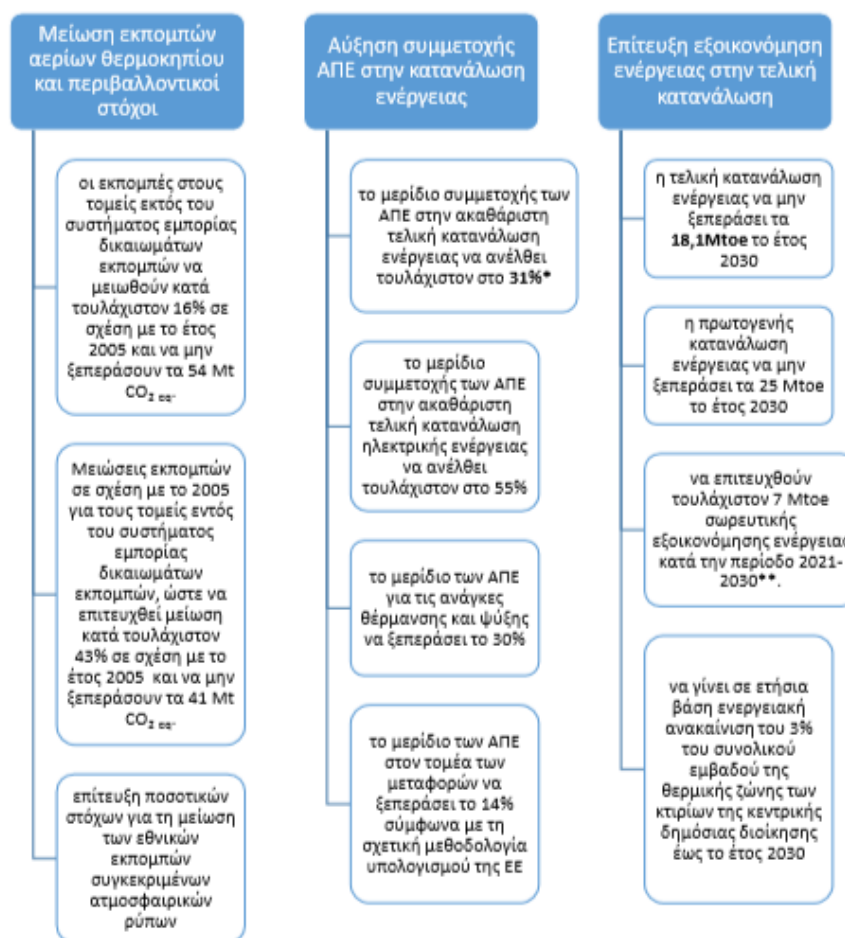 Μείωση εκπομπών
αερίων θερμοκηπίου
και περιβαλλοντικοί
στόχοι
οι εκπομπές στους
τομείς εκτός του
συστήματος εμπορίας
δικαιωμάτων
εκπομπών να
μειωθούν κατά
τουλάχιστον 16% σε
σχέση με το έτος
2005 και να μην
ξεπεράσουν τα 54 Mt
CO₂ eq.
Μειώσεις εκπομπών
σε σχέση με το 2005
για τους τομείς εντός
του συστήματος
εμπορίας
δικαιωμάτων
εκπομπών, ώστε να
επιτευχθεί μείωση
κατά τουλάχιστον
43% σε σχέση με το
έτος 2005 και να μην
ξεπεράσουν τα 41 Mt
CO₂ eq.
επίτευξη ποσοτικών
στόχων για τη μείωση
των εθνικών
εκπομπών
συγκεκριμένων
ατμοσφαιρικών
ρύπων
Αύξηση συμμετοχής
ΑΠΕ στην κατανάλωση
ενέργειας
το μερίδιο συμμετοχής των
ΑΠΕ στην ακαθάριστη
τελική κατανάλωση
ενέργειας να ανέλθει
τουλάχιστον στο 31%*
το μερίδιο
συμμετοχής των ΑΠΕ
στην ακαθάριστη
τελική κατανάλωση
ηλεκτρικής ενέργειας
να ανέλθει
τουλάχιστον στο 55%
το μερίδιο των ΑΠΕ
για τις ανάγκες
θέρμανσης και ψύξης
να ξεπεράσει το 30%
το μερίδιο των ΑΠΕ
στον τομέα των
μεταφορών να
ξεπεράσει το 14%
σύμφωνα με τη
σχετική μεθοδολογία
υπολογισμού της ΕΕ
Επίτευξη εξοικονόμηση
ενέργειας στην τελική
κατανάλωση
η τελική κατανάλωση
ενέργειας να μην
ξεπεράσει τα
18,1Mtoe το έτος
2030
η πρωτογενής
κατανάλωση
ενέργειας να μην
ξεπεράσει τα 25 Mtoe
το έτος 2030
να επιτευχθούν
τουλάχιστον 7 Mtoe
σωρευτικής
εξοικονόμησης ενέργειας
κατά την περίοδο 2021-
2030**.
να γίνει σε ετήσια
βάση ενεργειακή
ανακαίνιση του 3%
του συνολικού
εμβαδού της
θερμικής ζώνης των
κτιρίων της κεντρικής
δημόσιας διοίκησης
έως το έτος 2030